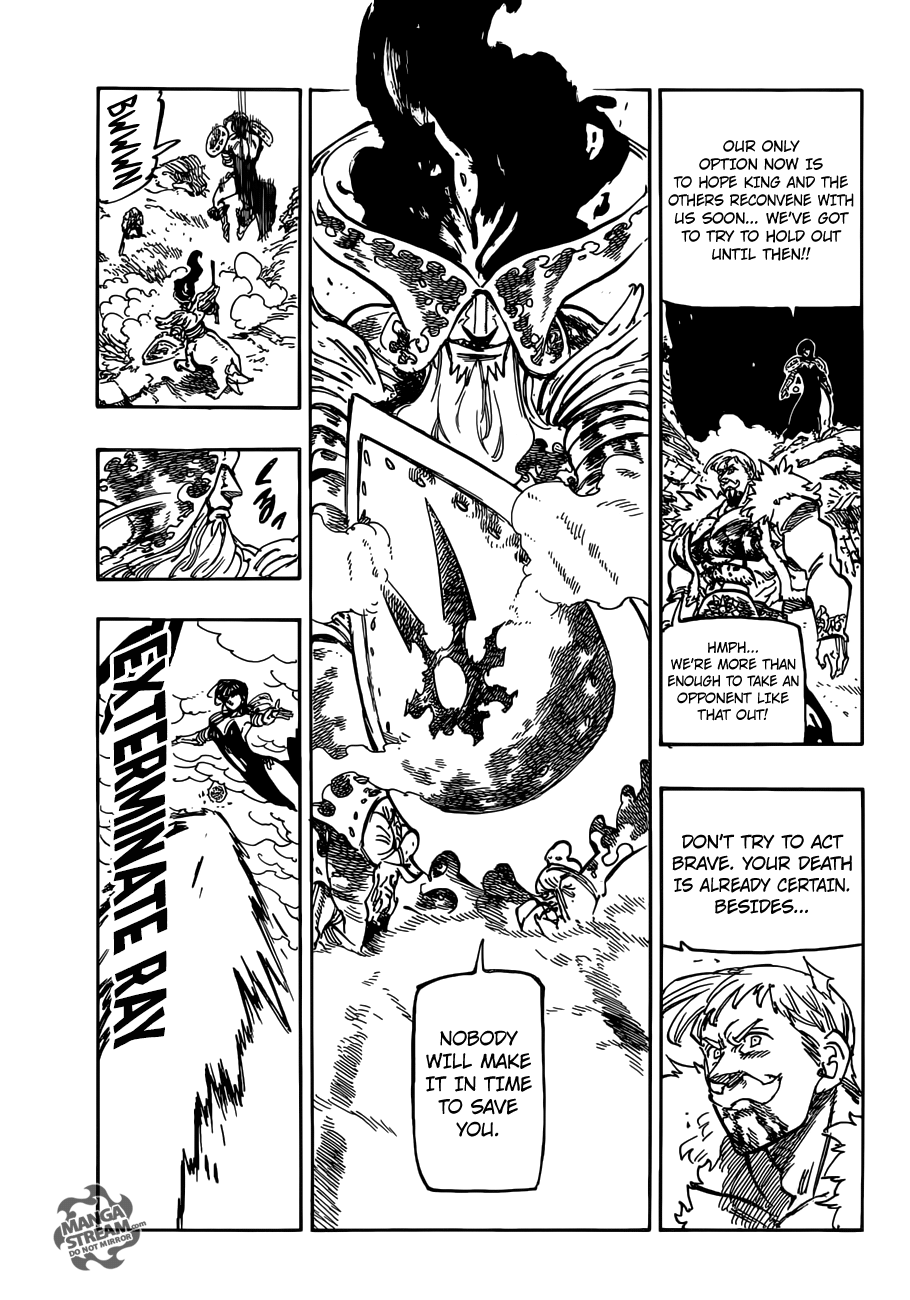 OUR ONLY
OPTION NOW IS
TO HOPE KING AND THE
OTHERS RECONVENE WITH
US SOON... WE'VE GOT
TO TRY TO HOLD OUT
UNTIL THEN!!
HMPH...
WE'RE MORE THAN
ENOUGH TO TAKE AN
OPPONENT LIKE
THAT OUT!
DON'T TRY TO ACT
BRAVE. YOUR DEATH
IS ALREADY CERTAIN.
BESIDES...
NOBODY
WILL MAKE
IT IN TIME
TO SAVE
YOU.
BWWWN
EXTERMINATE RAY
MANGA
STREAM.com
DO NOT MIRROR